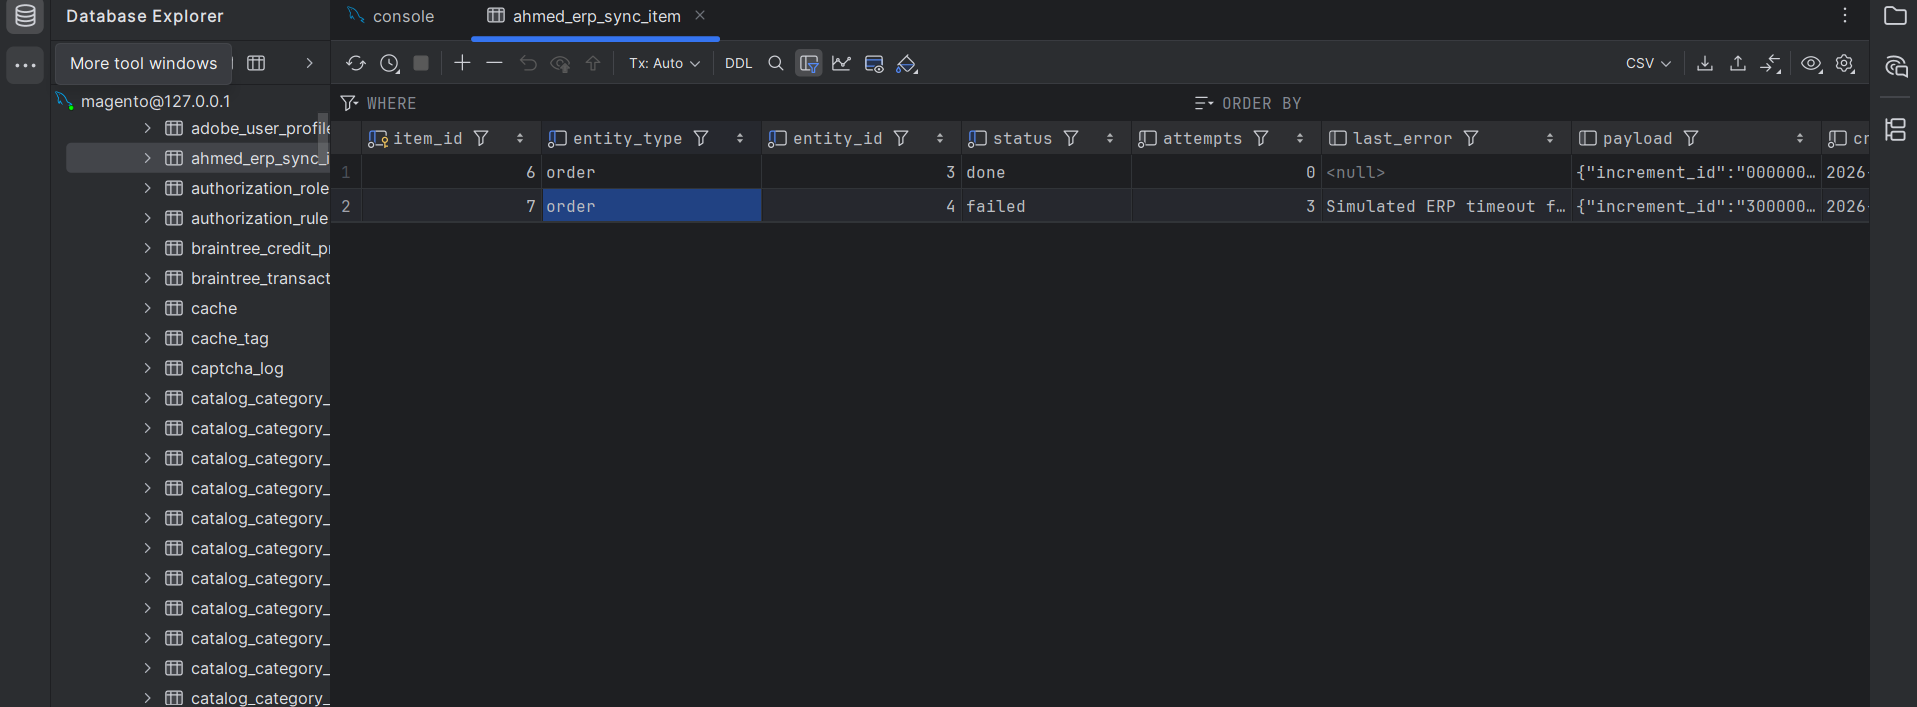 Database Explorer
console
ahmed_erp_sync_item
More tool windows
Tx: Auto
DDL
CSV
magento@127.0.0.1
WHERE
ORDER BY
adobe_user_profile
ahmed_erp_sync_i
authorization_role
authorization_rule
braintree_credit_pr
braintree_transact
cache
cache_tag
captcha_log
catalog_category_
catalog_category_
catalog_category_
catalog_category_
catalog_category_
catalog_category_
catalog_category_
catalog_category_
catalog_category_
catalog_category_
catalog_category_
item_id entity_type entity_id status attempts last_error payload cr
1 6 order 3 done 0 <null> {"increment_id":"000000… 2026-
2 7 order 4 failed 3 Simulated ERP timeout f… {"increment_id":"300000… 2026-